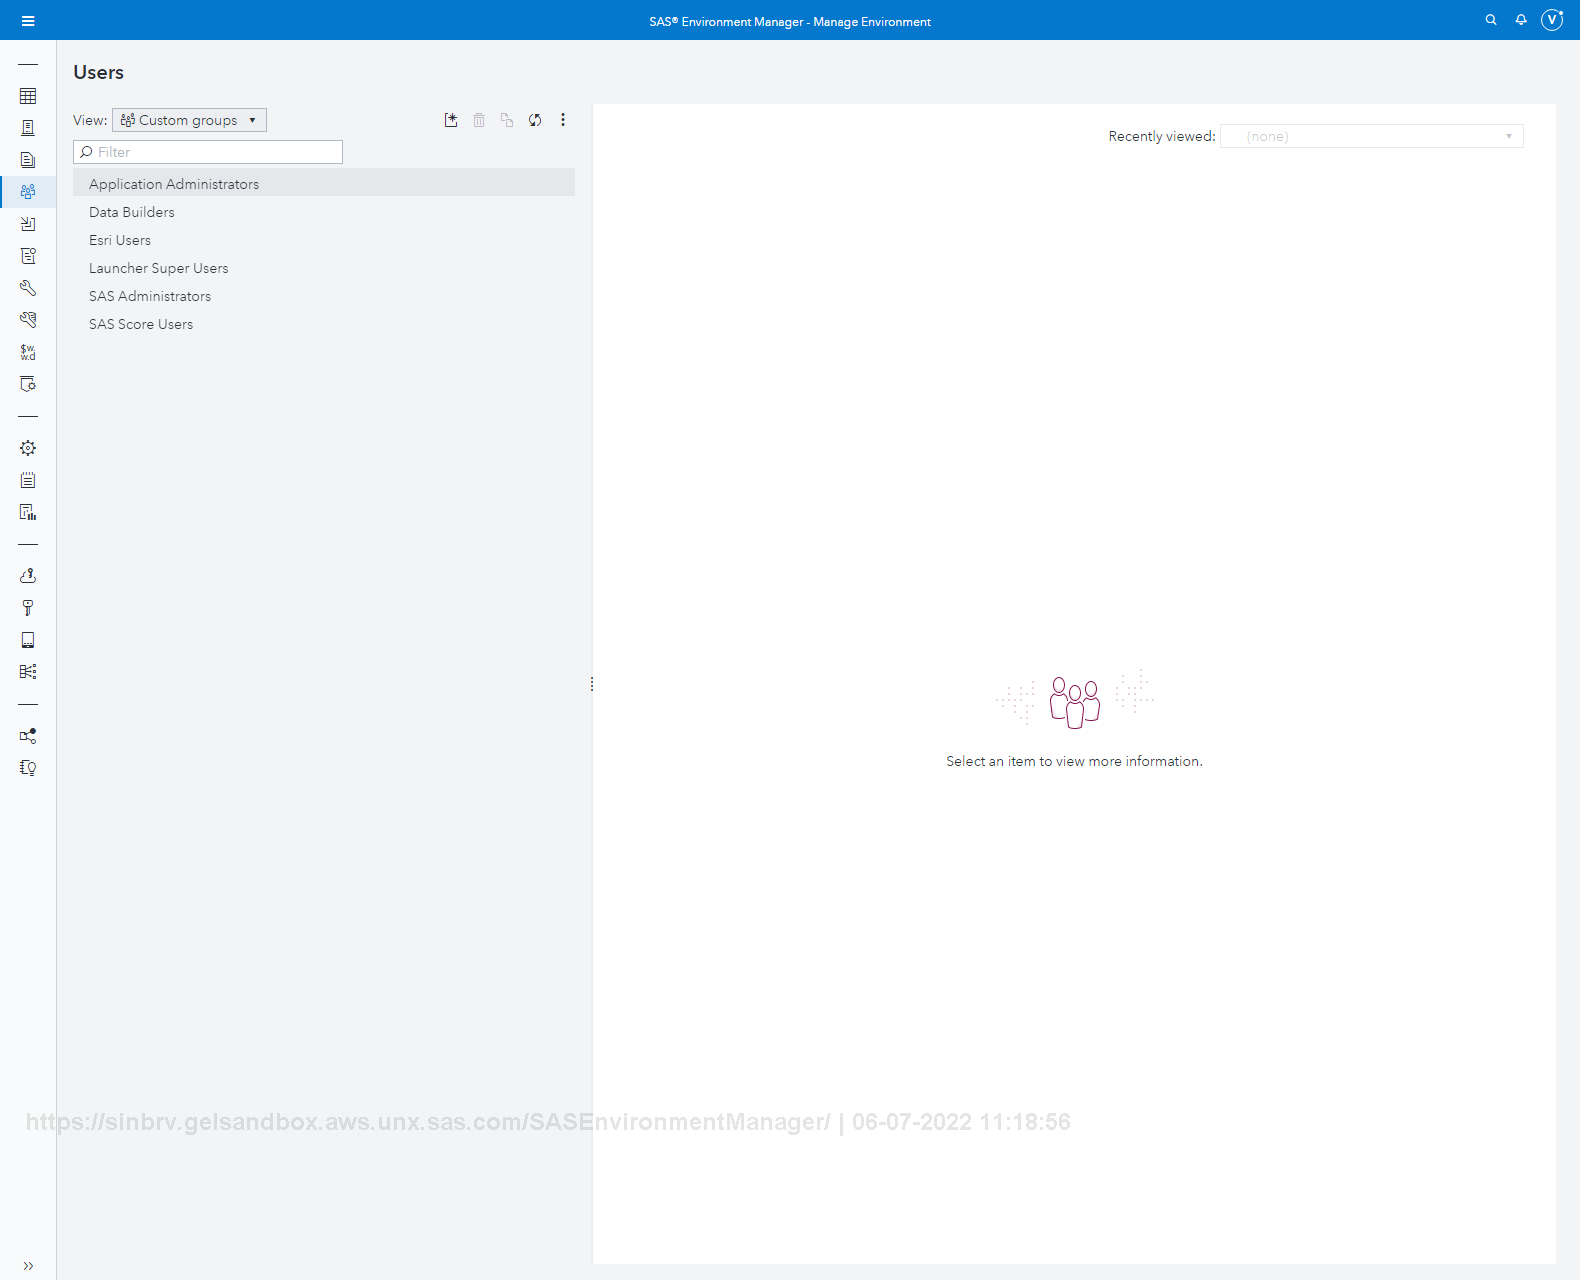 SAS® Environment Manager - Manage Environment
V
Users
View: Custom groups
Filter
Recently viewed: (none)
Application Administrators
Data Builders
Esri Users
Launcher Super Users
SAS Administrators
SAS Score Users
$w.
w.d
Select an item to view more information.
https://sinbrv.gelsandbox.aws.unx.sas.com/SASEnvironmentManager/ | 06-07-2022 11:18:56